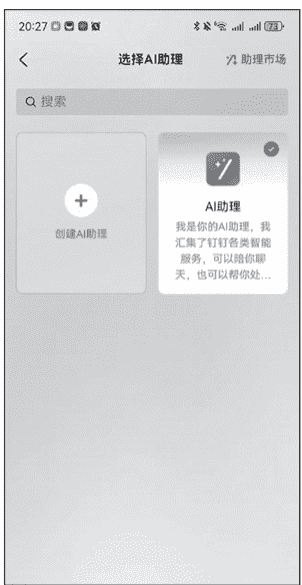 20:27
73
选择AI助理
助理市场
搜索
创建AI助理
AI助理
我是你的AI助理，我
汇集了钉钉各类智能
服务，可以陪你聊
天，也可以帮你处...